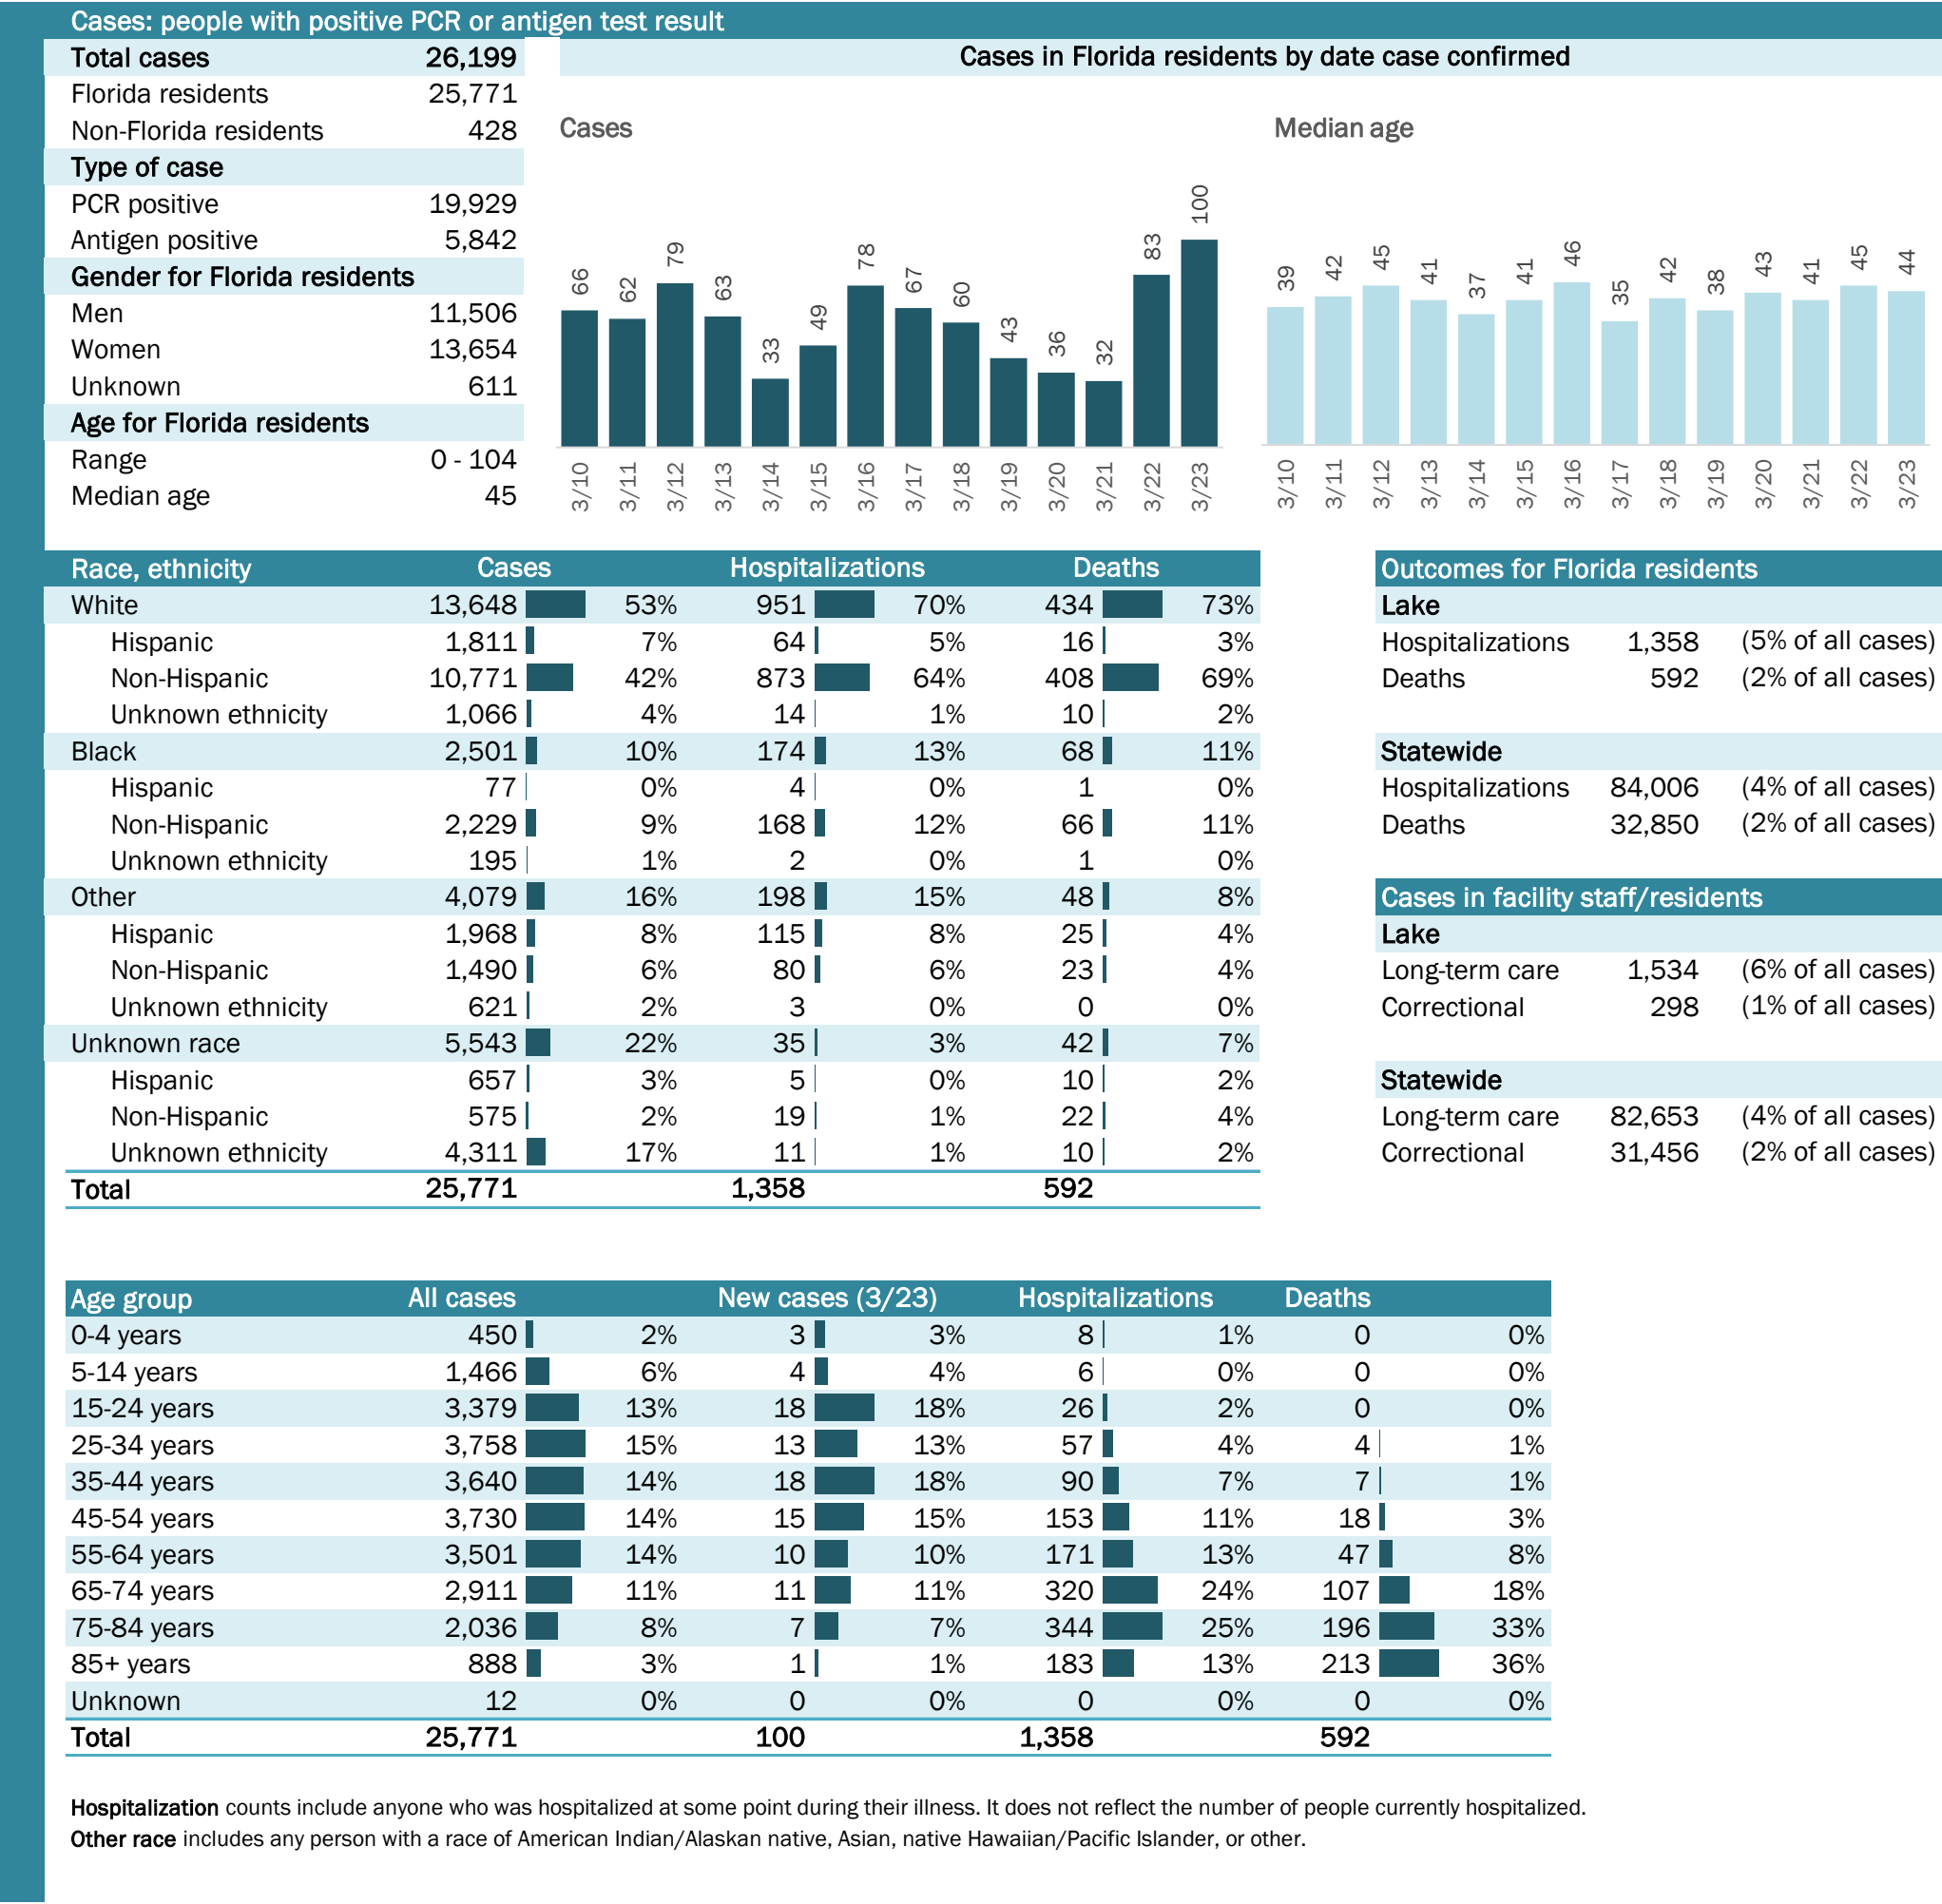 Cases: people with positive PCR or antigen test result
Total cases 26,199
Florida residents 25,771
Non-Florida residents 428
Type of case
PCR positive 19,929
Antigen positive 5,842
Gender for Florida residents
Men 11,506
Women 13,654
Unknown 611
Age for Florida residents
Range 0 - 104
Median age 45
Cases in Florida residents by date case confirmed
Cases
66 62 79 63 33 49 78 67 60 43 36 32 83 100
3/10 3/11 3/12 3/13 3/14 3/15 3/16 3/17 3/18 3/19 3/20 3/21 3/22 3/23
Median age
39 42 45 41 37 41 46 35 42 38 43 41 45 44
3/10 3/11 3/12 3/13 3/14 3/15 3/16 3/17 3/18 3/19 3/20 3/21 3/22 3/23
Race, ethnicity Cases Hospitalizations Deaths
White 13,648 53% 951 70% 434 73%
Hispanic 1,811 7% 64 5% 16 3%
Non-Hispanic 10,771 42% 873 64% 408 69%
Unknown ethnicity 1,066 4% 14 1% 10 2%
Black 2,501 10% 174 13% 68 11%
Hispanic 77 0% 4 0% 1 0%
Non-Hispanic 2,229 9% 168 12% 66 11%
Unknown ethnicity 195 1% 2 0% 1 0%
Other 4,079 16% 198 15% 48 8%
Hispanic 1,968 8% 115 8% 25 4%
Non-Hispanic 1,490 6% 80 6% 23 4%
Unknown ethnicity 621 2% 3 0% 0 0%
Unknown race 5,543 22% 35 3% 42 7%
Hispanic 657 3% 5 0% 10 2%
Non-Hispanic 575 2% 19 1% 22 4%
Unknown ethnicity 4,311 17% 11 1% 10 2%
Total 25,771 1,358 592
Outcomes for Florida residents
Lake
Hospitalizations 1,358 (5% of all cases)
Deaths 592 (2% of all cases)
Statewide
Hospitalizations 84,006 (4% of all cases)
Deaths 32,850 (2% of all cases)
Cases in facility staff/residents
Lake
Long-term care 1,534 (6% of all cases)
Correctional 298 (1% of all cases)
Statewide
Long-term care 82,653 (4% of all cases)
Correctional 31,456 (2% of all cases)
Age group All cases New cases (3/23) Hospitalizations Deaths
0-4 years 450 2% 3 3% 8 1% 0 0%
5-14 years 1,466 6% 4 4% 6 0% 0 0%
15-24 years 3,379 13% 18 18% 26 2% 0 0%
25-34 years 3,758 15% 13 13% 57 4% 4 1%
35-44 years 3,640 14% 18 18% 90 7% 7 1%
45-54 years 3,730 14% 15 15% 153 11% 18 3%
55-64 years 3,501 14% 10 10% 171 13% 47 8%
65-74 years 2,911 11% 11 11% 320 24% 107 18%
75-84 years 2,036 8% 7 7% 344 25% 196 33%
85+ years 888 3% 1 1% 183 13% 213 36%
Unknown 12 0% 0 0% 0 0% 0 0%
Total 25,771 100 1,358 592
Hospitalization counts include anyone who was hospitalized at some point during their illness. It does not reflect the number of people currently hospitalized.
Other race includes any person with a race of American Indian/Alaskan native, Asian, native Hawaiian/Pacific Islander, or other.